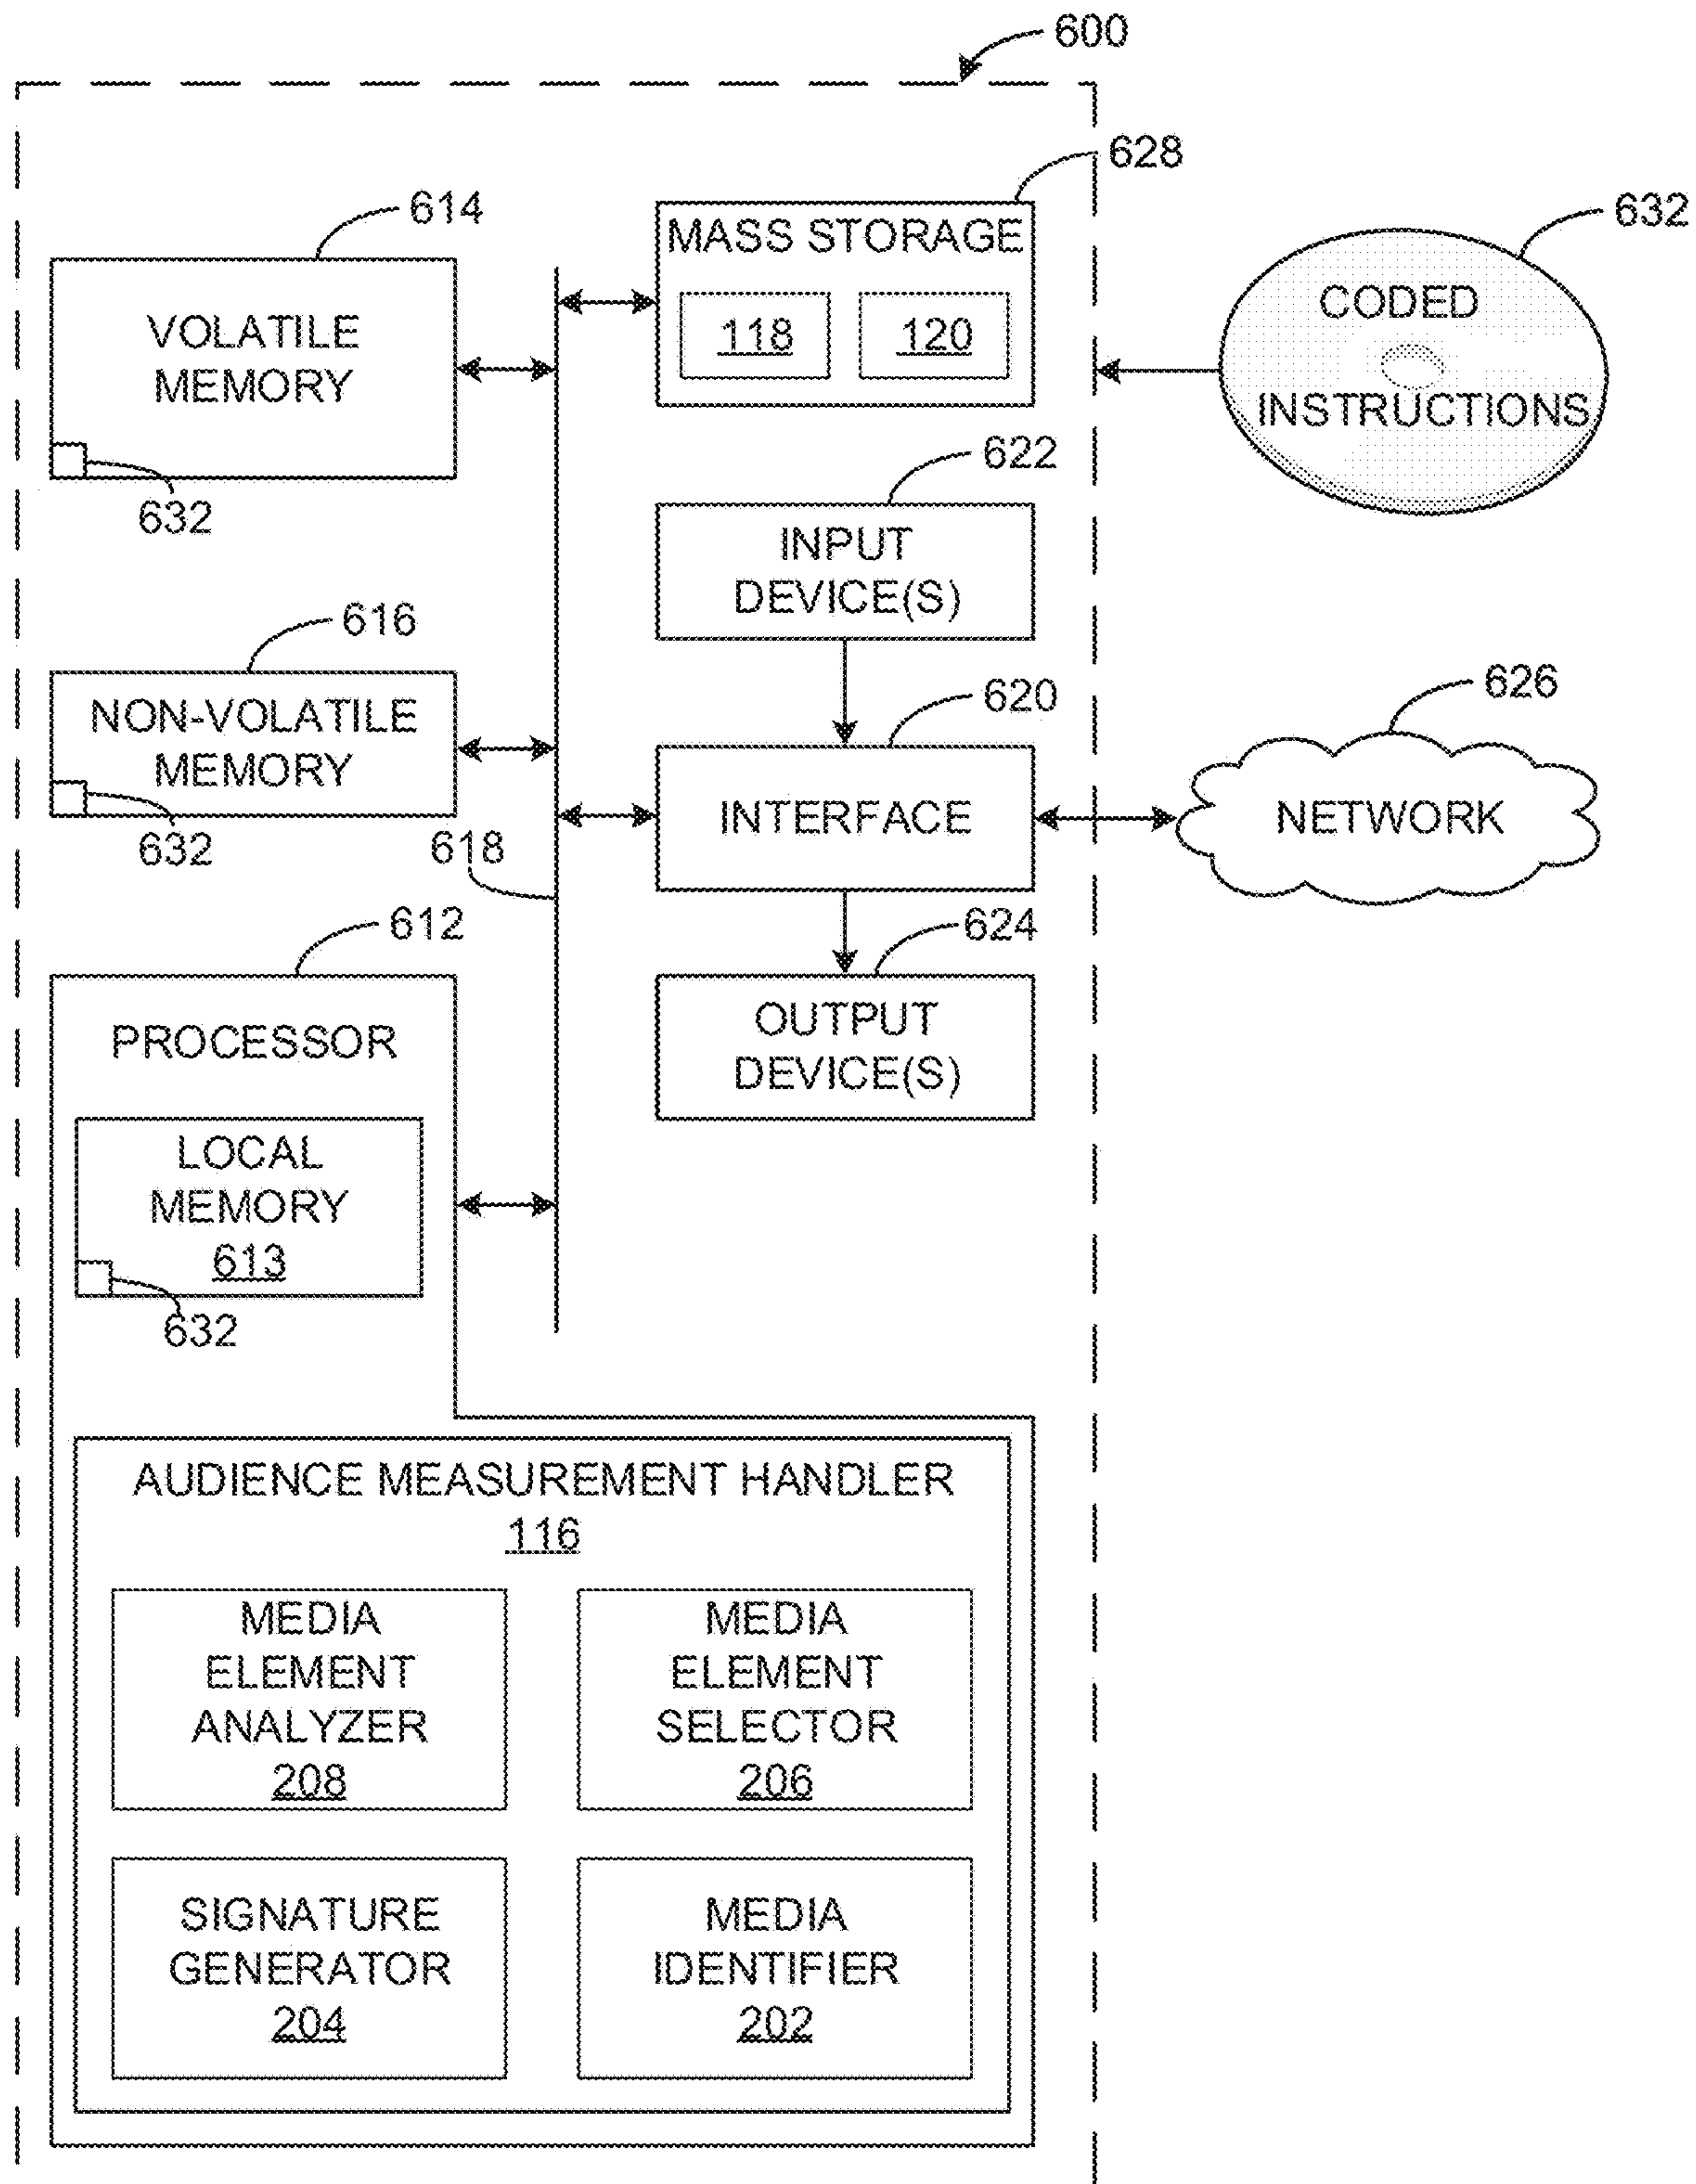 600
628
614
632
MASS STORAGE
118
120
VOLATILE
MEMORY
632
CODED
INSTRUCTIONS
622
INPUT
DEVICE(S)
616
NON-VOLATILE
MEMORY
632
620
INTERFACE
626
NETWORK
618
612
624
OUTPUT
DEVICE(S)
PROCESSOR
LOCAL
MEMORY
613
632
AUDIENCE MEASUREMENT HANDLER
116
MEDIA
ELEMENT
ANALYZER
208
MEDIA
ELEMENT
SELECTOR
206
SIGNATURE
GENERATOR
204
MEDIA
IDENTIFIER
202